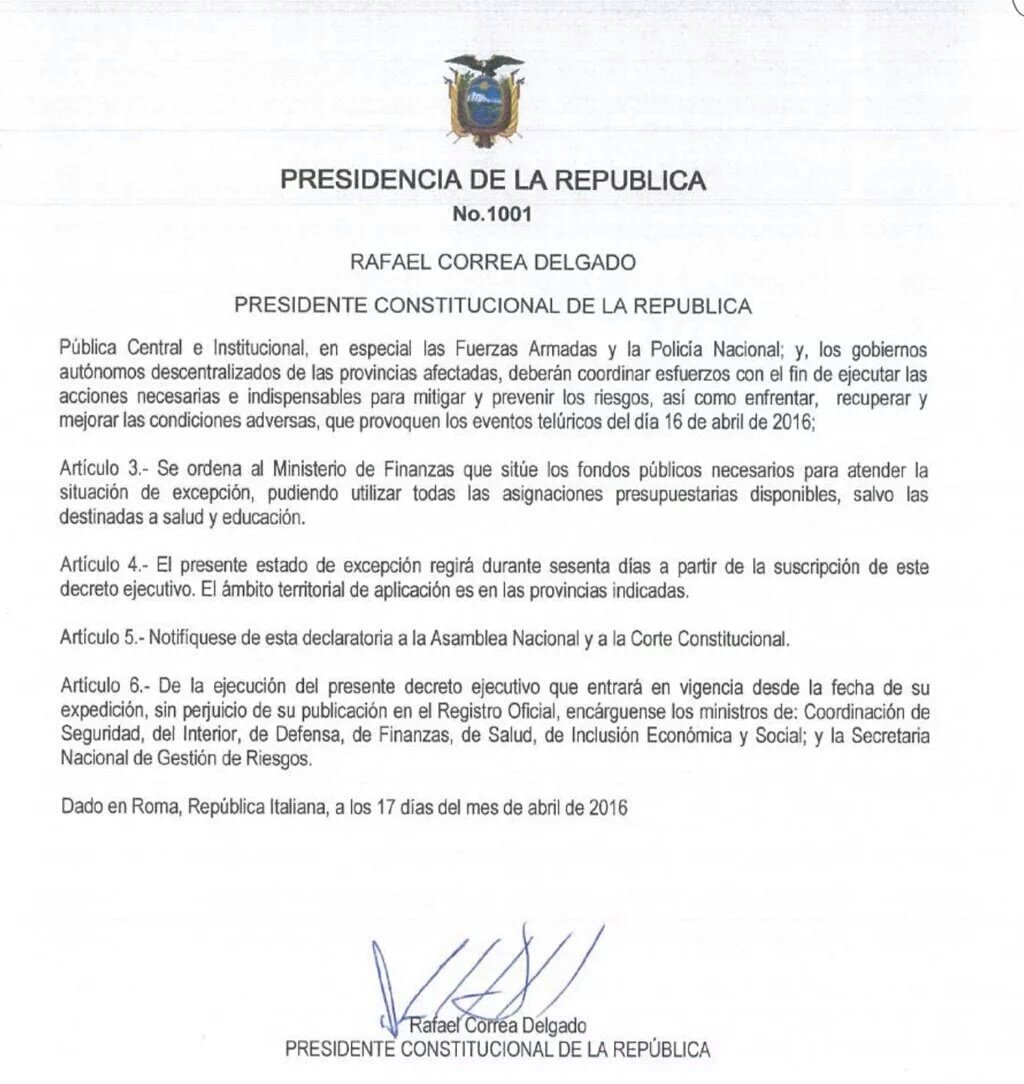 PRESIDENCIA DE LA REPUBLICA
No.1001
RAFAEL CORREA DELGADO
PRESIDENTE CONSTITUCIONAL DE LA REPUBLICA
Pública Central e Institucional, en especial las Fuerzas Armadas y la Policía Nacional; y, los gobiernos
autónomos descentralizados de las provincias afectadas, deberán coordinar esfuerzos con el fin de ejecutar las
acciones necesarias e indispensables para mitigar y prevenir los riesgos, así como enfrentar, recuperar y
mejorar las condiciones adversas, que provoquen los eventos telúricos del día 16 de abril de 2016;
Artículo 3.- Se ordena al Ministerio de Finanzas que sitúe los fondos públicos necesarios para atender la
situación de excepción, pudiendo utilizar todas las asignaciones presupuestarias disponibles, salvo las
destinadas a salud y educación.
Artículo 4.- El presente estado de excepción regirá durante sesenta días a partir de la suscripción de este
decreto ejecutivo. El ámbito territorial de aplicación es en las provincias indicadas.
Artículo 5.- Notifíquese de esta declaratoria a la Asamblea Nacional y a la Corte Constitucional.
Artículo 6.- De la ejecución del presente decreto ejecutivo que entrará en vigencia desde la fecha de su
expedición, sin perjuicio de su publicación en el Registro Oficial, encárguense los ministros de: Coordinación de
Seguridad, del Interior, de Defensa, de Finanzas, de Salud, de Inclusión Económica y Social; y la Secretaria
Nacional de Gestión de Riesgos.
Dado en Roma, República Italiana, a los 17 días del mes de abril de 2016
Rafael Correa Delgado
PRESIDENTE CONSTITUCIONAL DE LA REPÚBLICA